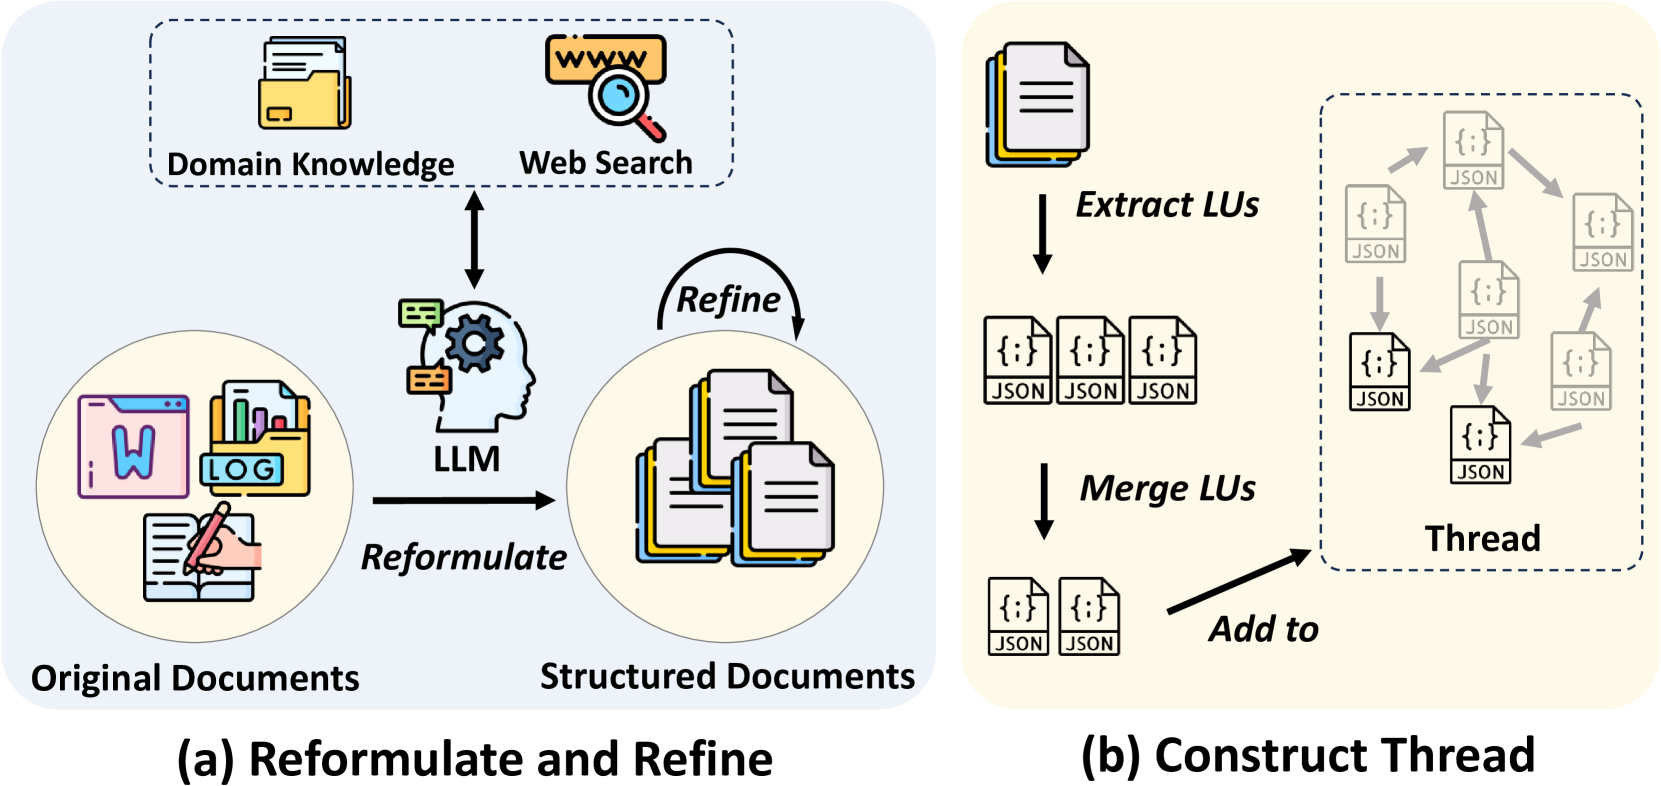 www
Domain Knowledge
Web Search
Refine
LLM
W
LOG
Reformulate
Original Documents
Structured Documents
(a) Reformulate and Refine
Extract LUs
{;}
JSON
{;}
JSON
{;}
JSON
Merge LUs
{;}
JSON
{;}
JSON
Add to
{;}
JSON
{;}
JSON
{;}
JSON
{;}
JSON
{;}
JSON
{;}
JSON
{;}
JSON
Thread
(b) Construct Thread